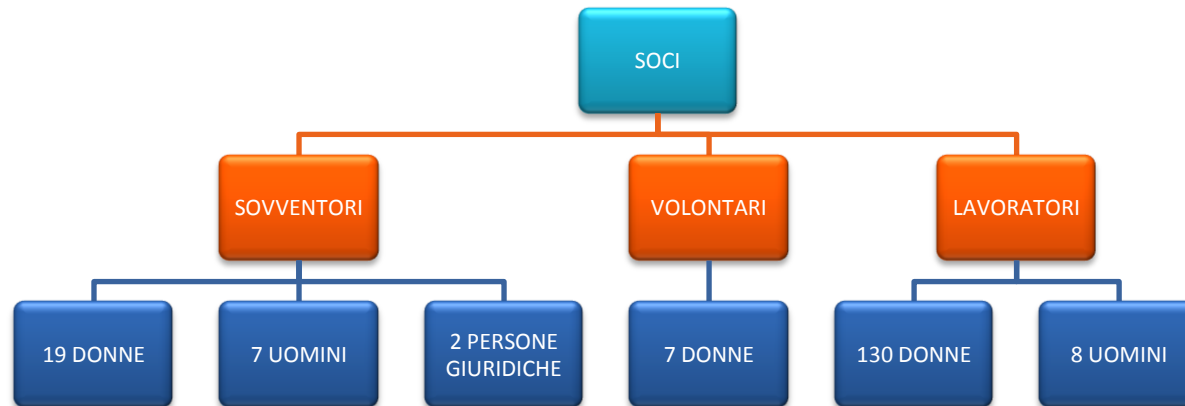 SOCI
SOVVENTORI
VOLONTARI
LAVORATORI
19 DONNE
7 UOMINI
2 PERSONE
GIURIDICHE
7 DONNE
130 DONNE
8 UOMINI